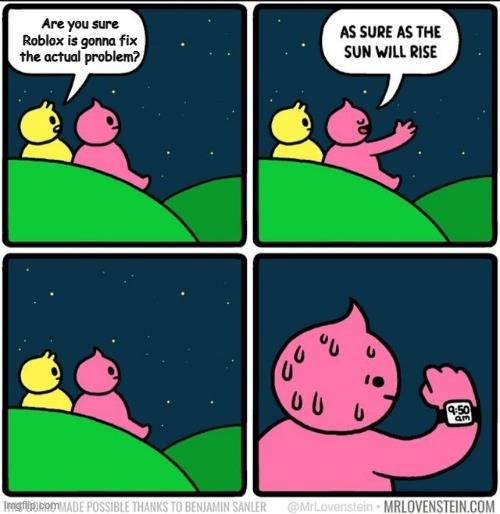 Are you sure
Roblox is gonna fix
the actual problem?
AS SURE AS THE
SUN WILL RISE
9:50
am
imgflip.com
MADE POSSIBLE THANKS TO BENJAMIN SANLER
@MrLovenstein • MRLOVENSTEIN.COM